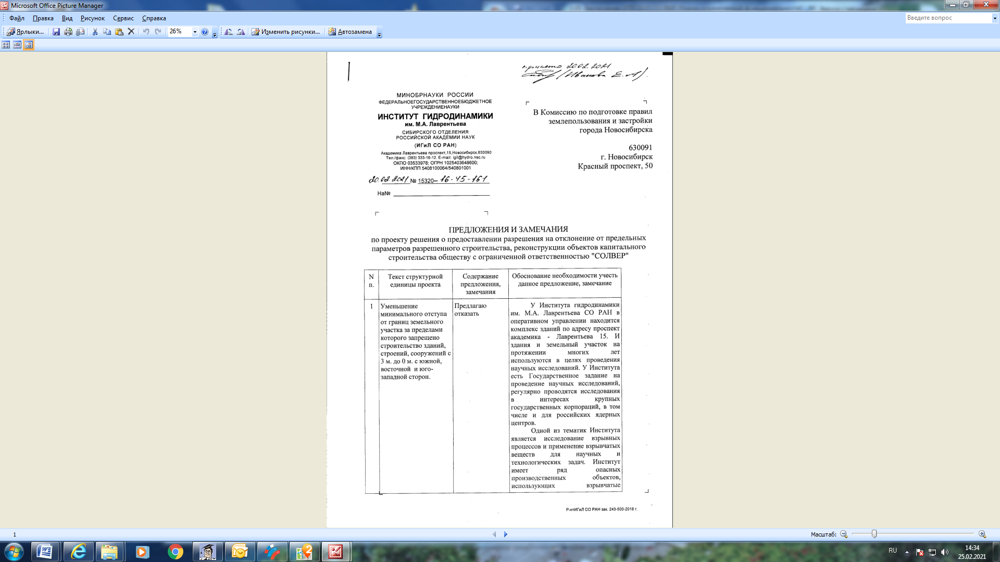 Microsoft Office Picture Manager
Файл Правка Вид Рисунок Сервис Справка
Введите вопрос
Ярлыки... 26% Изменить рисунки... Автозамена
принято 20.02.2021
(Иванова Е.А).
МИНОБРНАУКИ РОССИИ
ФЕДЕРАЛЬНОЕГОСУДАРСТВЕННОЕБЮДЖЕТНОЕ
УЧРЕЖДЕНИЕНАУКИ
ИНСТИТУТ ГИДРОДИНАМИКИ
им. М.А. Лаврентьева
СИБИРСКОГО ОТДЕЛЕНИЯ
РОССИЙСКОЙ АКАДЕМИИ НАУК
(ИГиЛ СО РАН)
Академика Лаврентьева проспект,15,Новосибирск,630090
Тел./факс: (383) 333-16-12. E-mail: igil@hydro.nsc.ru
ОКПО 03533978; ОГРН 1025403648600;
ИНН/КПП 5408100064/540801001
20.02.2021 № 15320– 16-45-161
На№
В Комиссию по подготовке правил
землепользования и застройки
города Новосибирска
630091
г. Новосибирск
Красный проспект, 50
ПРЕДЛОЖЕНИЯ И ЗАМЕЧАНИЯ
по проекту решения о предоставлении разрешения на отклонение от предельных
параметров разрешенного строительства, реконструкции объектов капитального
строительства обществу с ограниченной ответственностью "СОЛВЕР"
N
п.
Текст структурной
единицы проекта
Содержание
предложения,
замечания
Обоснование необходимости учесть
данное предложение, замечание
1
Уменьшение
минимального отступа
от границ земельного
участка за пределами
которого запрещено
строительство зданий,
строений, сооружений с
3 м. до 0 м. с южной,
восточной и юго-
западной сторон.
Предлагаю
отказать
У Института гидродинамики
им. М.А. Лаврентьева СО РАН в
оперативном управлении находится
комплекс зданий по адресу проспект
академика - Лаврентьева 15. И
здания и земельный участок на
протяжении многих лет
используются в целях проведения
научных исследований. У Института
есть Государственное задание на
проведение научных исследований,
регулярно проводятся исследования
в интересах крупных
государственных корпораций, в том
числе и для российских ядерных
центров.
Одной из тематик Института
является исследование взрывных
процессов и применение взрывчатых
веществ для научных и
технологических задач. Институт
имеет ряд опасных
производственных объектов,
использующих взрывчатые
Р-нтИГиЛ СО РАН зак. 243-500-2018 г.
1
Масштаб:
RU
14:34
25.02.2021